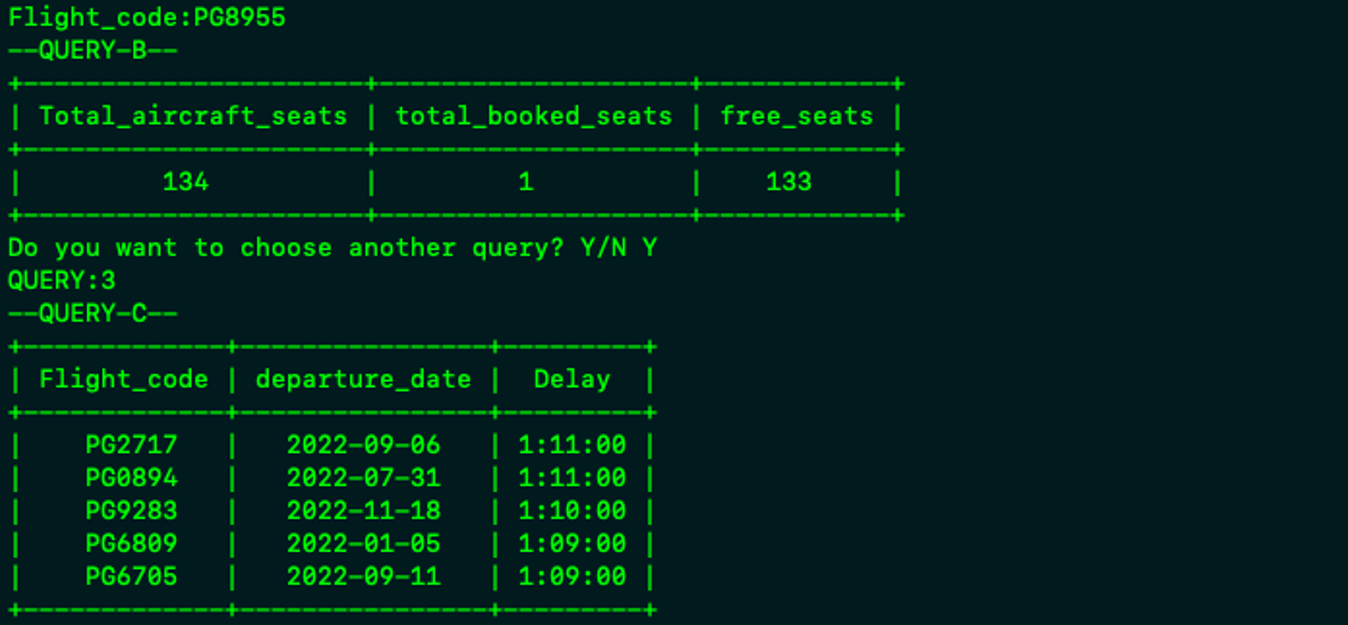 Flight_code:PG8955
--QUERY-B--
+----------------------+--------------------+------------+
| Total_aircraft_seats | total_booked_seats | free_seats |
+----------------------+--------------------+------------+
|         134          |         1          |    133     |
+----------------------+--------------------+------------+
Do you want to choose another query? Y/N Y
QUERY:3
--QUERY-C--
+-------------+----------------+---------+
| Flight_code | departure_date |  Delay  |
+-------------+----------------+---------+
|    PG2717   |   2022-09-06   | 1:11:00 |
|    PG0894   |   2022-07-31   | 1:11:00 |
|    PG9283   |   2022-11-18   | 1:10:00 |
|    PG6809   |   2022-01-05   | 1:09:00 |
|    PG6705   |   2022-09-11   | 1:09:00 |
+-------------+----------------+---------+